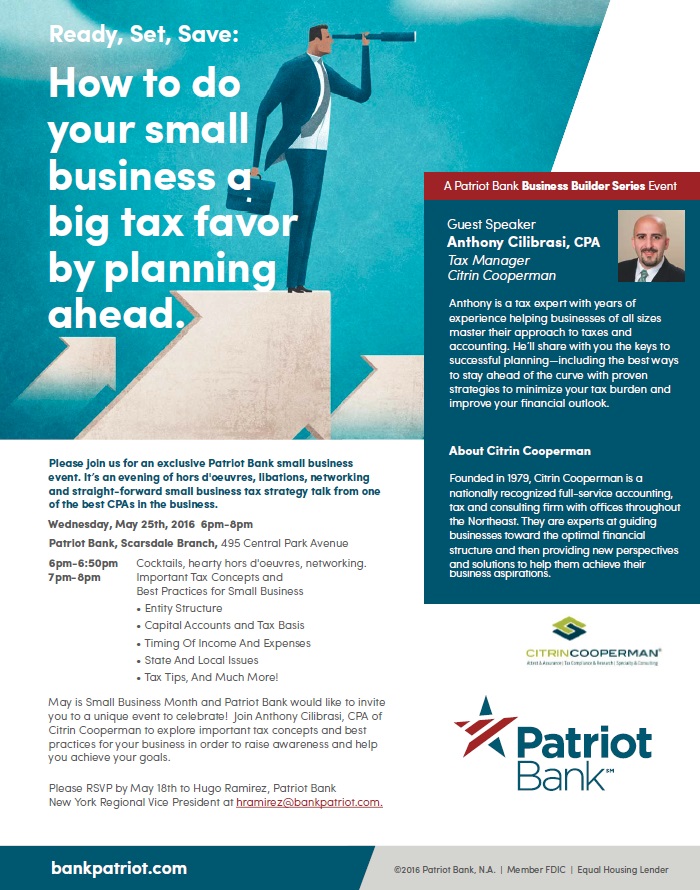 Ready, Set, Save:
How to do
your small
business a
big tax favor
by planning
ahead.
A Patriot Bank Business Builder Series Event
Guest Speaker
Anthony Cilibrasi, CPA
Tax Manager
Citrin Cooperman
Anthony is a tax expert with years of
experience helping businesses of all sizes
master their approach to taxes and
accounting. He'll share with you the keys to
successful planning—including the best ways
to stay ahead of the curve with proven
strategies to minimize your tax burden and
improve your financial outlook.
About Citrin Cooperman
Founded in 1979, Citrin Cooperman is a
nationally recognized full-service accounting,
tax and consulting firm with offices throughout
the Northeast. They are experts at guiding
businesses toward the optimal financial
structure and then providing new perspectives
and solutions to help them achieve their
business aspirations.
Please join us for an exclusive Patriot Bank small business
event. It's an evening of hors d'oeuvres, libations, networking
and straight-forward small business tax strategy talk from one
of the best CPAs in the business.
Wednesday, May 25th, 2016 6pm-8pm
Patriot Bank, Scarsdale Branch, 495 Central Park Avenue
6pm-6:50pm Cocktails, hearty hors d'oeuvres, networking.
7pm-8pm Important Tax Concepts and
Best Practices for Small Business
• Entity Structure
• Capital Accounts and Tax Basis
• Timing Of Income And Expenses
• State And Local Issues
• Tax Tips, And Much More!
May is Small Business Month and Patriot Bank would like to invite
you to a unique event to celebrate! Join Anthony Cilibrasi, CPA of
Citrin Cooperman to explore important tax concepts and best
practices for your business in order to raise awareness and help
you achieve your goals.
Please RSVP by May 18th to Hugo Ramirez, Patriot Bank
New York Regional Vice President at hramirez@bankpatriot.com.
CITRINCOOPERMAN®
Attest & Assurance | Tax Compliance & Research | Specialty & Consulting
Patriot
Bank℠
bankpatriot.com
©2016 Patriot Bank, N.A. | Member FDIC | Equal Housing Lender